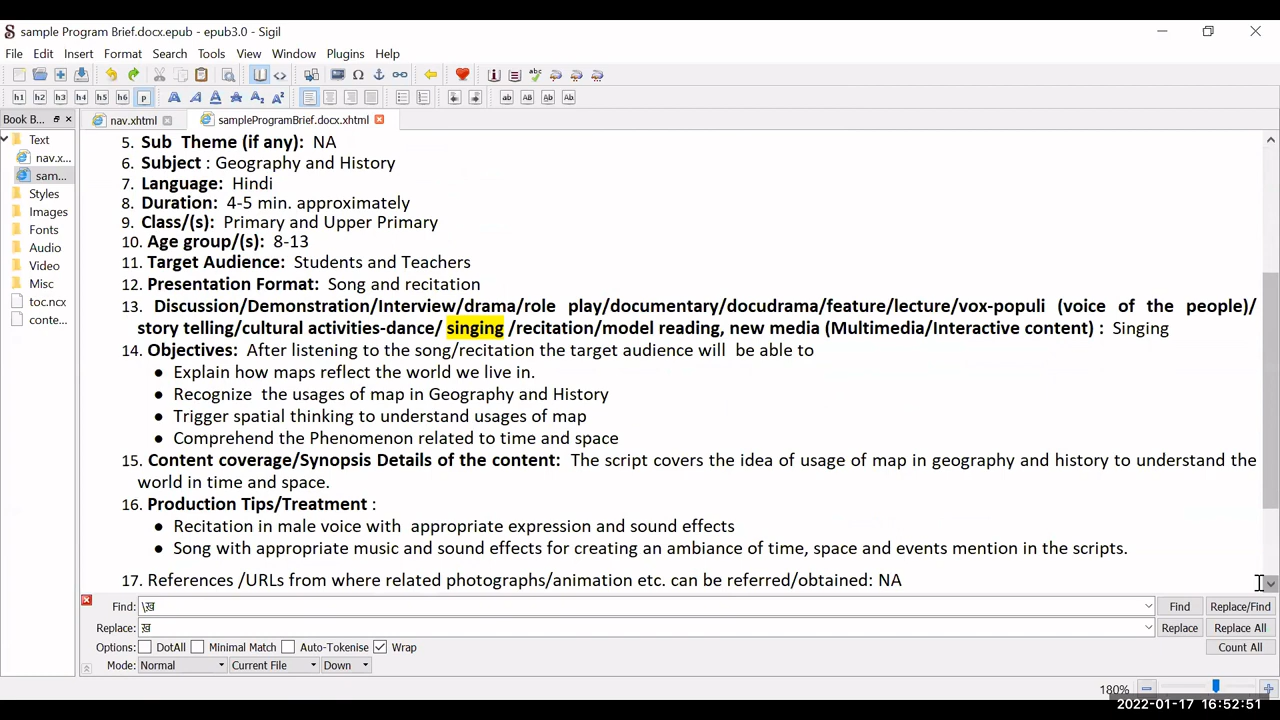 sample Program Brief.docx.epub - epub3.0 - Sigil
File Edit Insert Format Search Tools View Window Plugins Help
h1 h2 h3 h4 h5 h6 p
Book B... nav.xhtml sampleProgramBrief.docx.xhtml
Text
nav.x...
sam...
Styles
Images
Fonts
Audio
Video
Misc
toc.ncx
conte...
5. Sub Theme (if any): NA
6. Subject : Geography and History
7. Language: Hindi
8. Duration: 4-5 min. approximately
9. Class/(s): Primary and Upper Primary
10. Age group/(s): 8-13
11. Target Audience: Students and Teachers
12. Presentation Format: Song and recitation
13. Discussion/Demonstration/Interview/drama/role play/documentary/docudrama/feature/lecture/vox-populi (voice of the people)/
story telling/cultural activities-dance/ singing /recitation/model reading, new media (Multimedia/Interactive content) : Singing
14. Objectives: After listening to the song/recitation the target audience will be able to
● Explain how maps reflect the world we live in.
● Recognize the usages of map in Geography and History
● Trigger spatial thinking to understand usages of map
● Comprehend the Phenomenon related to time and space
15. Content coverage/Synopsis Details of the content: The script covers the idea of usage of map in geography and history to understand the
world in time and space.
16. Production Tips/Treatment :
● Recitation in male voice with appropriate expression and sound effects
● Song with appropriate music and sound effects for creating an ambiance of time, space and events mention in the scripts.
17. References /URLs from where related photographs/animation etc. can be referred/obtained: NA
Find: \ख़ Find Replace/Find
Replace: ख़ Replace Replace All
Options: DotAll Minimal Match Auto-Tokenise Wrap Count All
Mode: Normal Current File Down
180%
2022-01-17 16:52:51